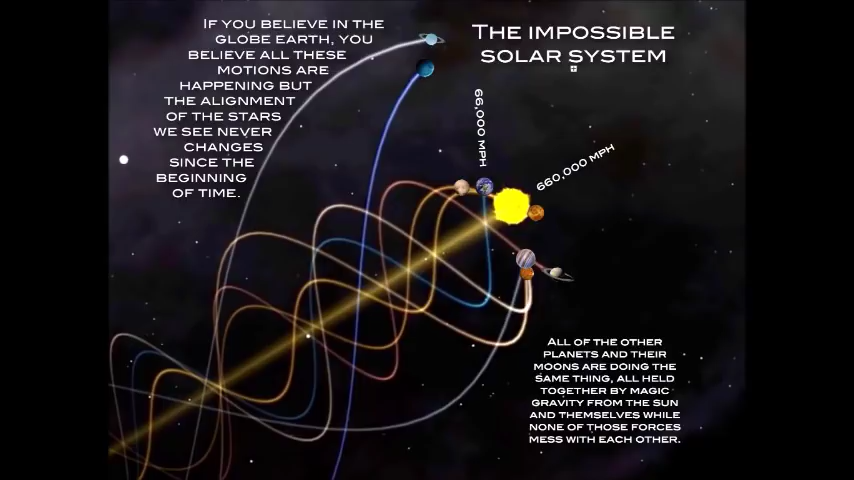 IF YOU BELIEVE IN THE
GLOBE EARTH, YOU
BELIEVE ALL THESE
MOTIONS ARE
HAPPENING BUT
THE ALIGNMENT
OF THE STARS
WE SEE NEVER
CHANGES
SINCE THE
BEGINNING
OF TIME.
THE IMPOSSIBLE
SOLAR SYSTEM
66,000 MPH
660,000 MPH
ALL OF THE OTHER
PLANETS AND THEIR
MOONS ARE DOING THE
SAME THING, ALL HELD
TOGETHER BY MAGIC
GRAVITY FROM THE SUN
AND THEMSELVES WHILE
NONE OF THOSE FORCES
MESS WITH EACH OTHER.